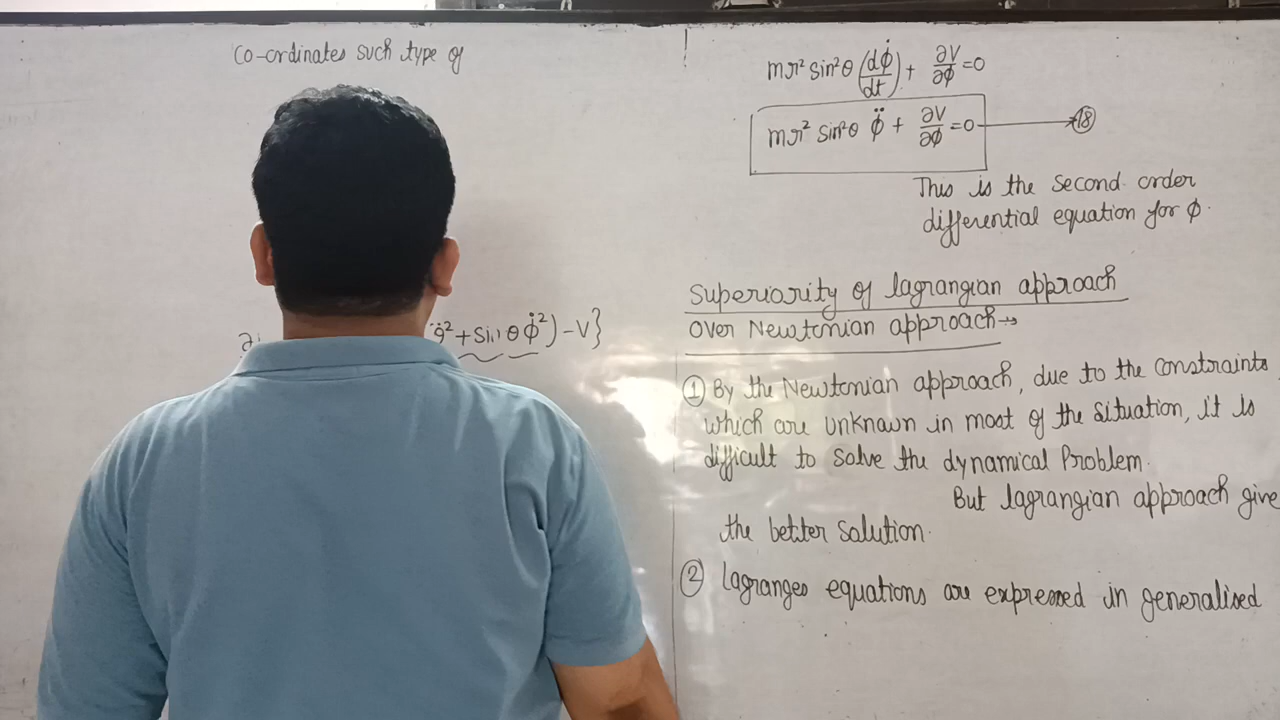 Co-ordinates such type of
+ Sin θ φ̇²) – V}
mr² Sin²θ (dφ̇/dt) + ∂V/∂φ = 0
mr² Sin²θ φ̈ + ∂V/∂φ = 0 → 18
This is the second order
differential equation for φ.
Superiority of lagrangian approach
Over Newtonian approach →
① By the Newtonian approach, due to the constraints
which are unknown in most of the situation, it is
difficult to solve the dynamical Problem.
But lagrangian approach give
the better solution.
② Lagranges equations are expressed in generalised